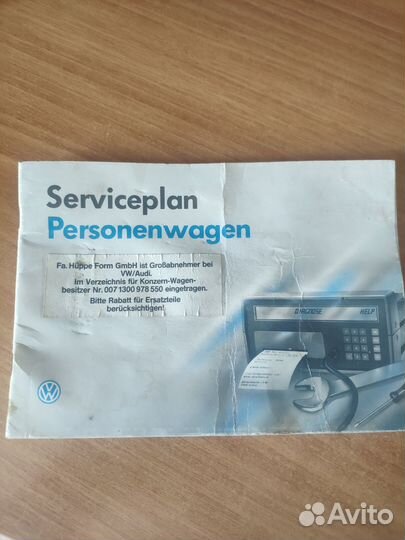 Serviceplan
Personenwagen
Fa. Hüppe Form GmbH ist Großabnehmer bei
VW/Audi.
Im Verzeichnis für Konzern-Wagen-
besitzer Nr. 007 1300 978 550 eingetragen.
Bitte Rabatt für Ersatzteile
berücksichtigen!
DIAGNOSE HELP
VW
Avito